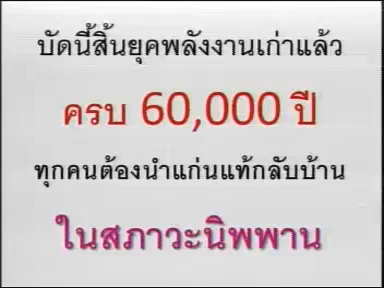 บัดนี้สิ้นยุคพลังงานเก่าแล้ว
ครบ 60,000 ปี
ทุกคนต้องนำแก่นแท้กลับบ้าน
ในสภาวะนิพพาน